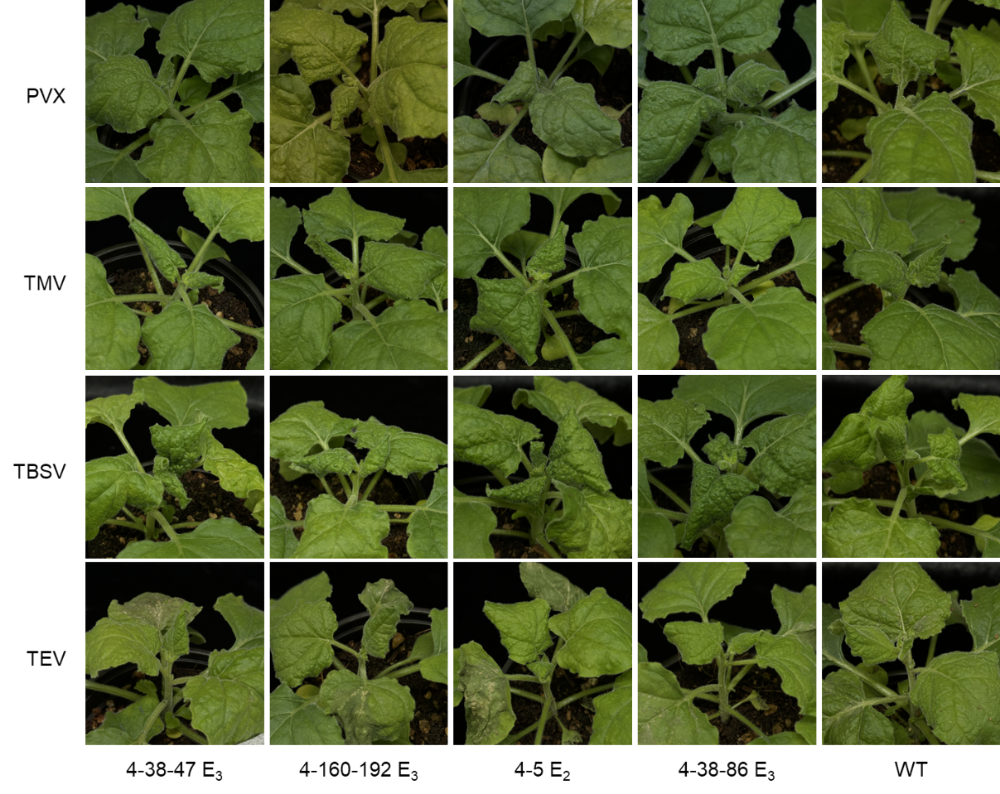 PVX
TMV
TBSV
TEV
4-38-47 E₃ 4-160-192 E₃ 4-5 E₂ 4-38-86 E₃ WT